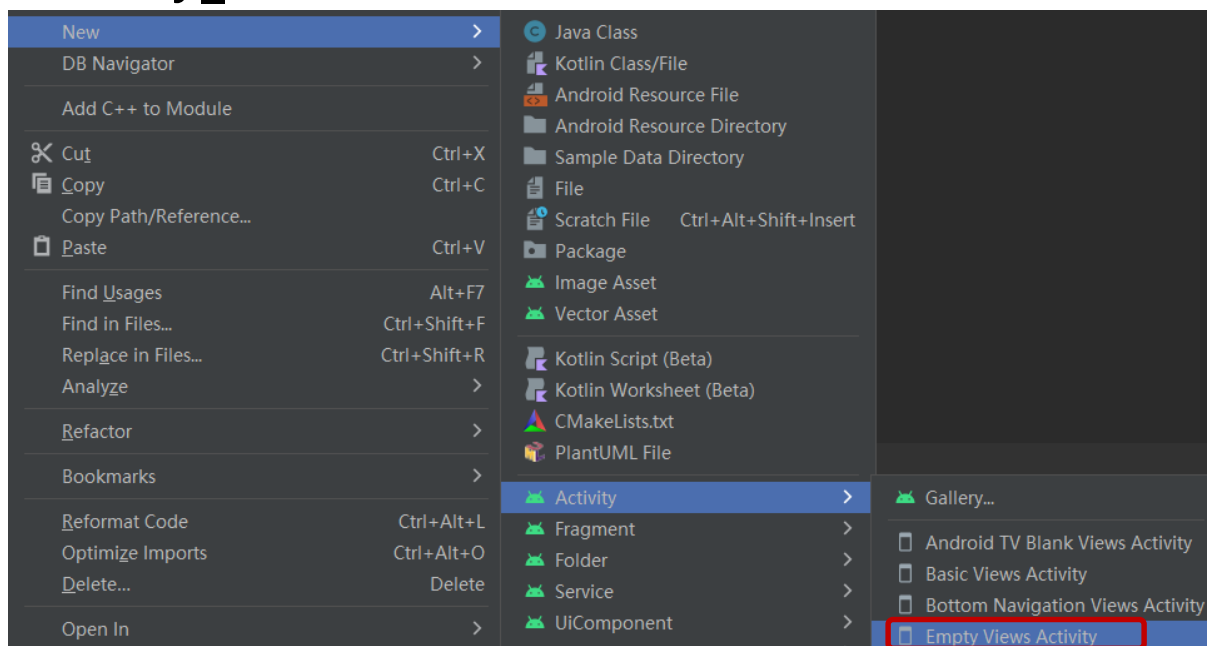 New
DB Navigator
Add C++ to Module
Cut Ctrl+X
Copy Ctrl+C
Copy Path/Reference...
Paste Ctrl+V
Find Usages Alt+F7
Find in Files... Ctrl+Shift+F
Replace in Files... Ctrl+Shift+R
Analyze
Refactor
Bookmarks
Reformat Code Ctrl+Alt+L
Optimize Imports Ctrl+Alt+O
Delete... Delete
Open In
Java Class
Kotlin Class/File
Android Resource File
Android Resource Directory
Sample Data Directory
File
Scratch File Ctrl+Alt+Shift+Insert
Package
Image Asset
Vector Asset
Kotlin Script (Beta)
Kotlin Worksheet (Beta)
CMakeLists.txt
PlantUML File
Activity
Fragment
Folder
Service
UiComponent
Gallery...
Android TV Blank Views Activity
Basic Views Activity
Bottom Navigation Views Activity
Empty Views Activity